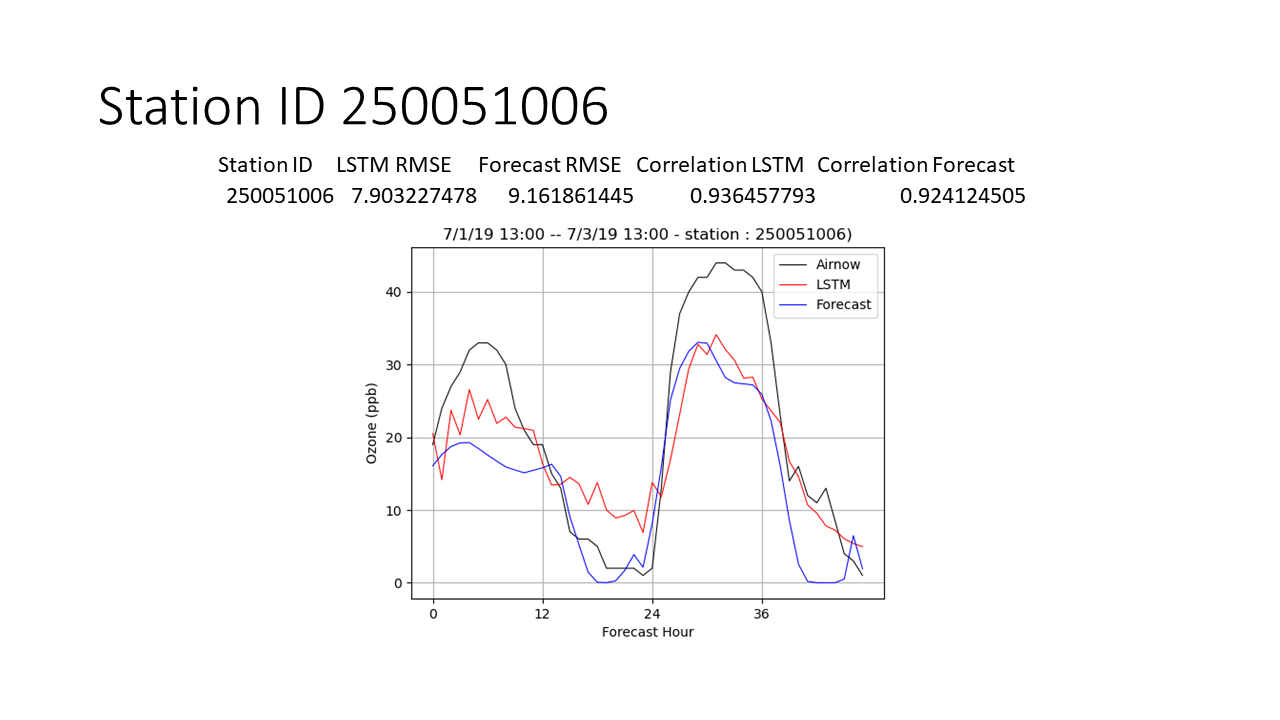 Station ID 250051006
Station ID LSTM RMSE Forecast RMSE Correlation LSTM Correlation Forecast
250051006 7.903227478 9.161861445 0.936457793 0.924124505
7/1/19 13:00 -- 7/3/19 13:00 - station : 250051006)
Airnow
LSTM
Forecast
Ozone (ppb)
40
30
20
10
0
0 12 24 36
Forecast Hour